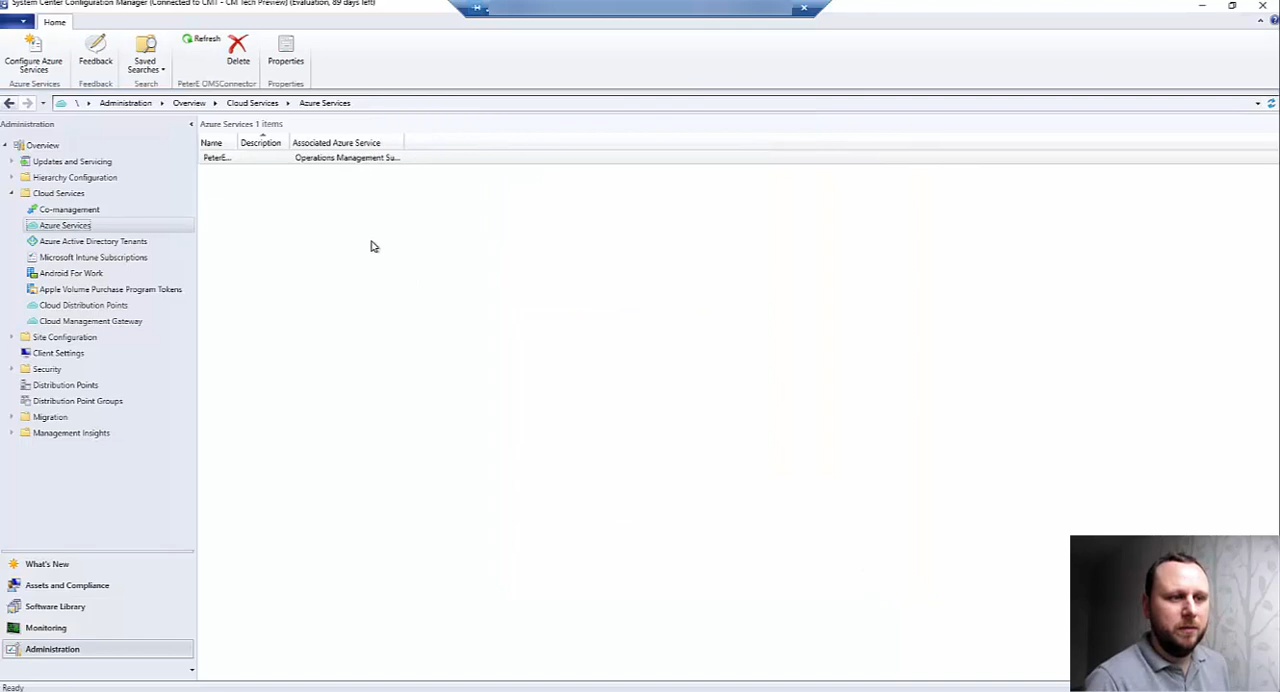 System Center Configuration Manager (Connected to CMT - CM Tech Preview) (Evaluation, 89 days left)
Home
Configure Azure
Services
Feedback
Saved
Searches
Refresh
Delete
Properties
Azure Services
Feedback
Search
PeterE OMSConnector
Properties
\ Administration Overview Cloud Services Azure Services
Administration
Overview
Updates and Servicing
Hierarchy Configuration
Cloud Services
Co-management
Azure Services
Azure Active Directory Tenants
Microsoft Intune Subscriptions
Android For Work
Apple Volume Purchase Program Tokens
Cloud Distribution Points
Cloud Management Gateway
Site Configuration
Client Settings
Security
Distribution Points
Distribution Point Groups
Migration
Management Insights
What's New
Assets and Compliance
Software Library
Monitoring
Administration
Azure Services 1 items
Name Description Associated Azure Service
PeterE... Operations Management Su...
Ready